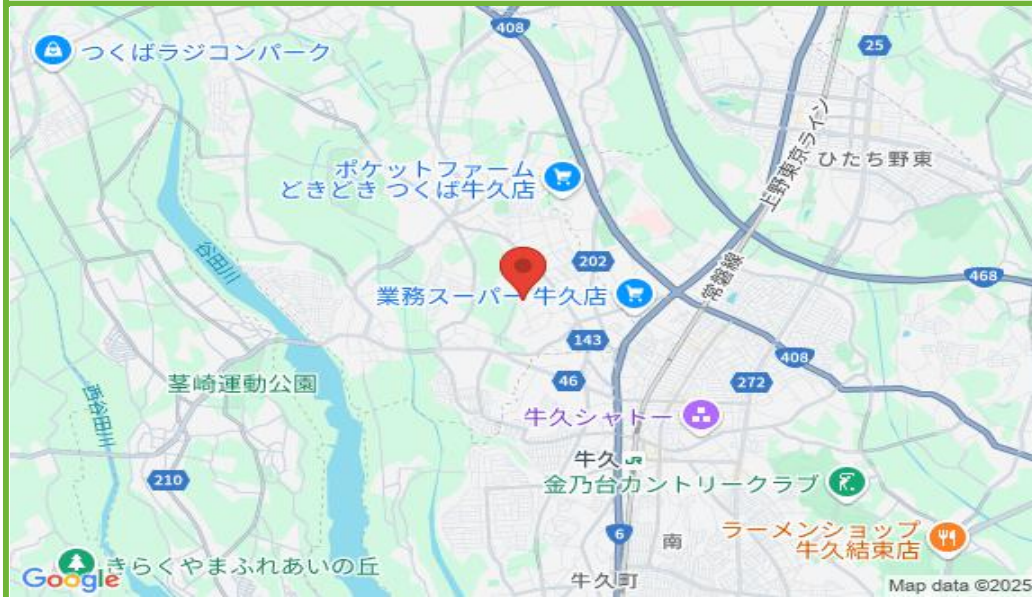 408
25
つくばラジコンパーク
上野東京ライン
ひたち野東
ポケットファーム
どきどき つくば牛久店
谷田川
202
常磐線
468
業務スーパー 牛久店
143
408
46
272
茎崎運動公園
西谷田川
牛久シャトー
牛久 JR
210
金乃台カントリークラブ
6
南
ラーメンショップ
牛久結束店
きらくやまふれあいの丘
Google
牛久町
Map data ©2025